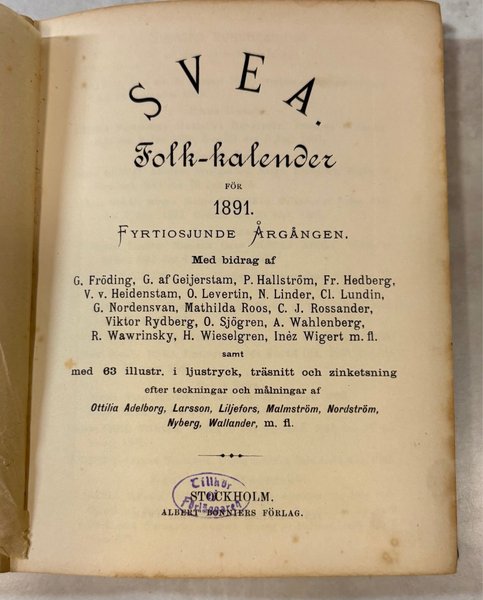 SVEA.
Folk-kalender
FÖR
1891.
FYRTIOSJUNDE ÅRGÅNGEN.
Med bidrag af
G. Fröding, G. af Geijerstam, P. Hallström, Fr. Hedberg,
V. v. Heidenstam, O. Levertin, N. Linder, Cl. Lundin,
G. Nordensvan, Mathilda Roos, C. J. Rossander,
Viktor Rydberg, O. Sjögren, A. Wahlenberg,
R. Wawrinsky, H. Wieselgren, Inèz Wigert m. fl.
samt
med 63 illustr. i ljustryck, träsnitt och zinketsning
efter teckningar och målningar af
Ottilia Adelborg, Larsson, Liljefors, Malmström, Nordström,
Nyberg, Wallander, m. fl.
Tillhör
STOCKHOLM.
ALBERT BONNIERS FÖRLAG.